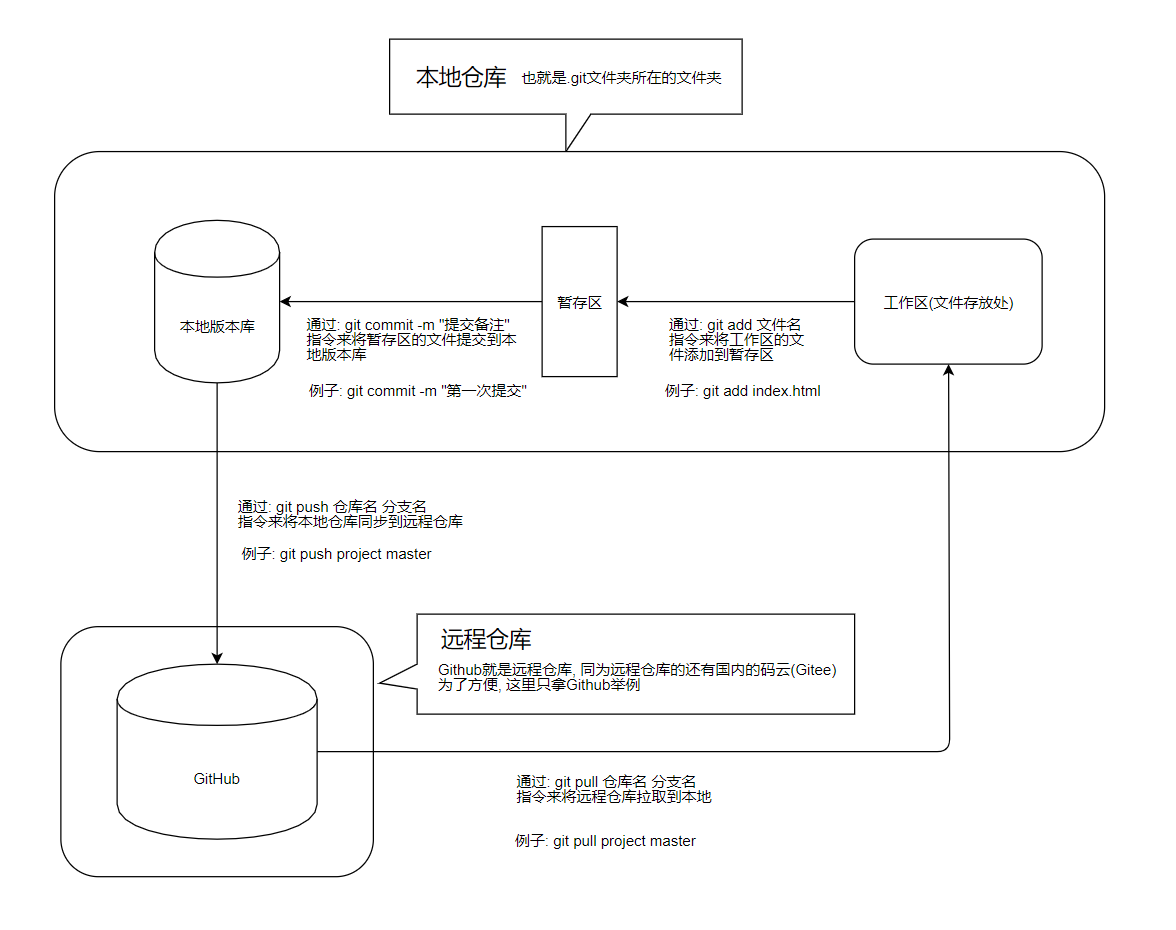 本地仓库 也就是.git文件夹所在的文件夹
本地版本库
通过: git commit -m "提交备注"
指令来将暂存区的文件提交到本
地版本库
例子: git commit -m "第一次提交"
暂存区
通过: git add 文件名
指令来将工作区的文
件添加到暂存区
例子: git add index.html
工作区(文件存放处)
通过: git push 仓库名 分支名
指令来将本地仓库同步到远程仓库
例子: git push project master
远程仓库
Github就是远程仓库, 同为远程仓库的还有国内的码云(Gitee)
为了方便, 这里只拿Github举例
GitHub
通过: git pull 仓库名 分支名
指令来将远程仓库拉取到本地
例子: git pull project master